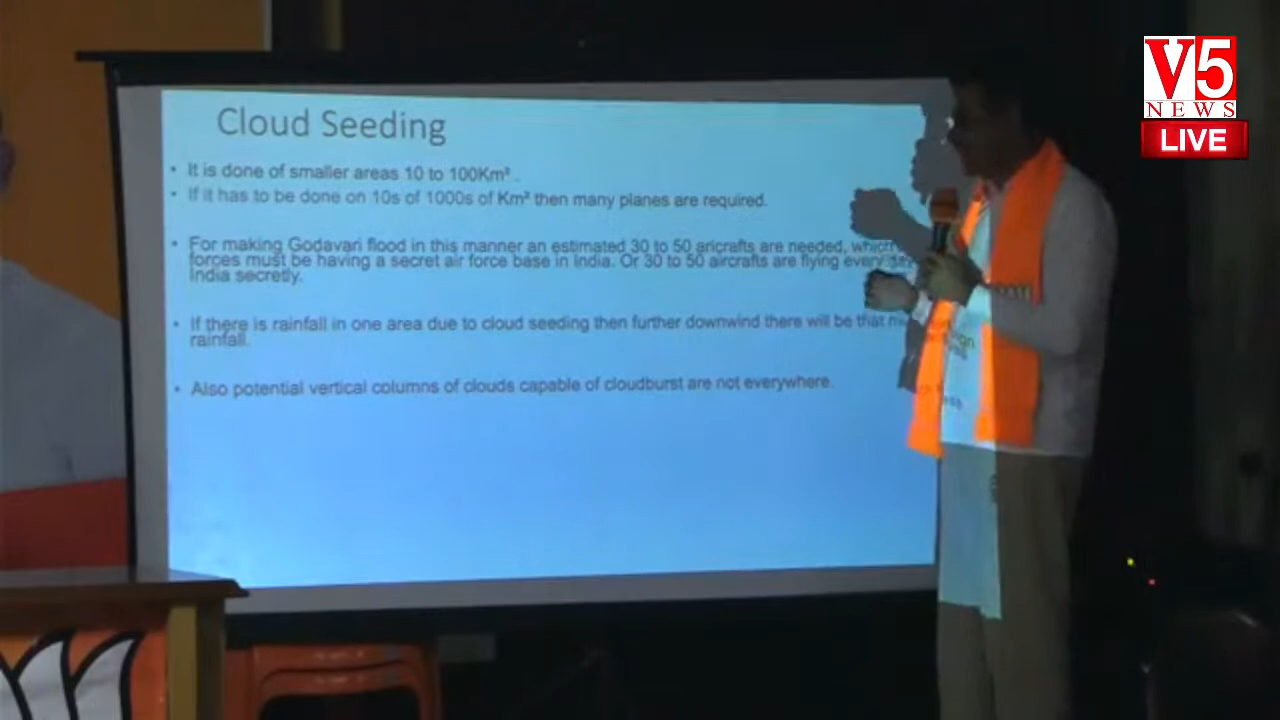 V5
NEWS
LIVE
Cloud Seeding
• It is done of smaller areas 10 to 100Km² .
• If it has to be done on 10s of 1000s of Km² then many planes are required.
• For making Godavari flood in this manner an estimated 30 to 50 aricrafts are needed, which
forces must be having a secret air force base in India. Or 30 to 50 aircrafts are flying every
India secretly.
• If there is rainfall in one area due to cloud seeding then further downwind there will be that
rainfall.
• Also potential vertical columns of clouds capable of cloudburst are not everywhere.